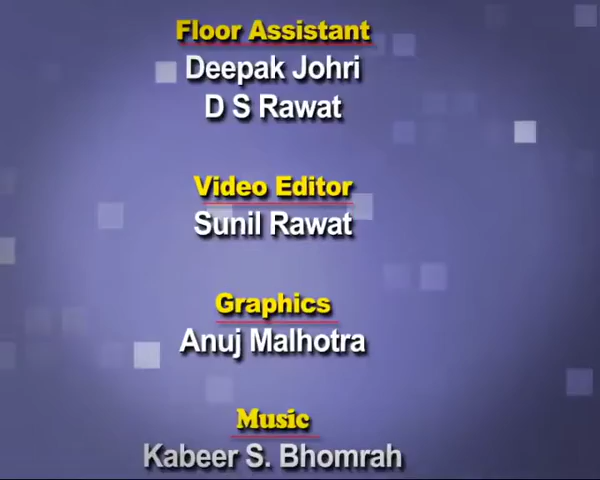 Floor Assistant
Deepak Johri
D S Rawat
Video Editor
Sunil Rawat
Graphics
Anuj Malhotra
Music
Kabeer S. Bhomrah